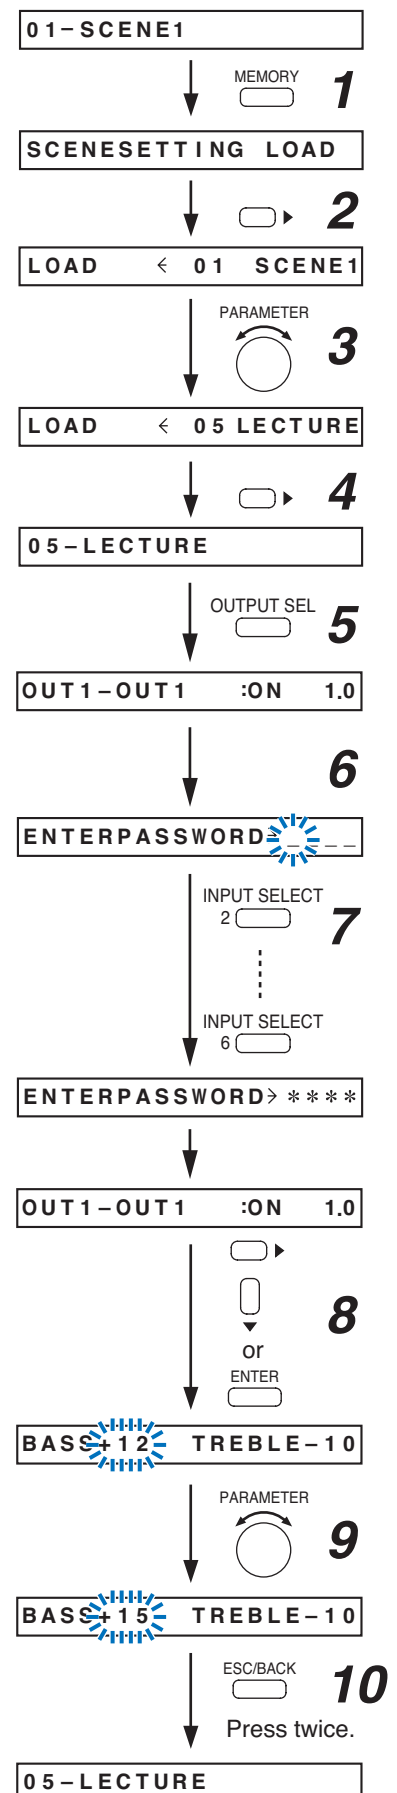 01-SCENE1
MEMORY
1
SCENESETTING LOAD
2
LOAD < 01 SCENE1
PARAMETER
3
LOAD < 05 LECTURE
4
05-LECTURE
OUTPUT SEL
5
OUT1-OUT1 :ON 1.0
6
ENTERPASSWORD> _ _ _ _
INPUT SELECT
2
7
INPUT SELECT
6
ENTERPASSWORD> ****
OUT1-OUT1 :ON 1.0
8
or
ENTER
BASS+12 TREBLE-10
PARAMETER
9
BASS+15 TREBLE-10
ESC/BACK
10
Press twice.
05-LECTURE